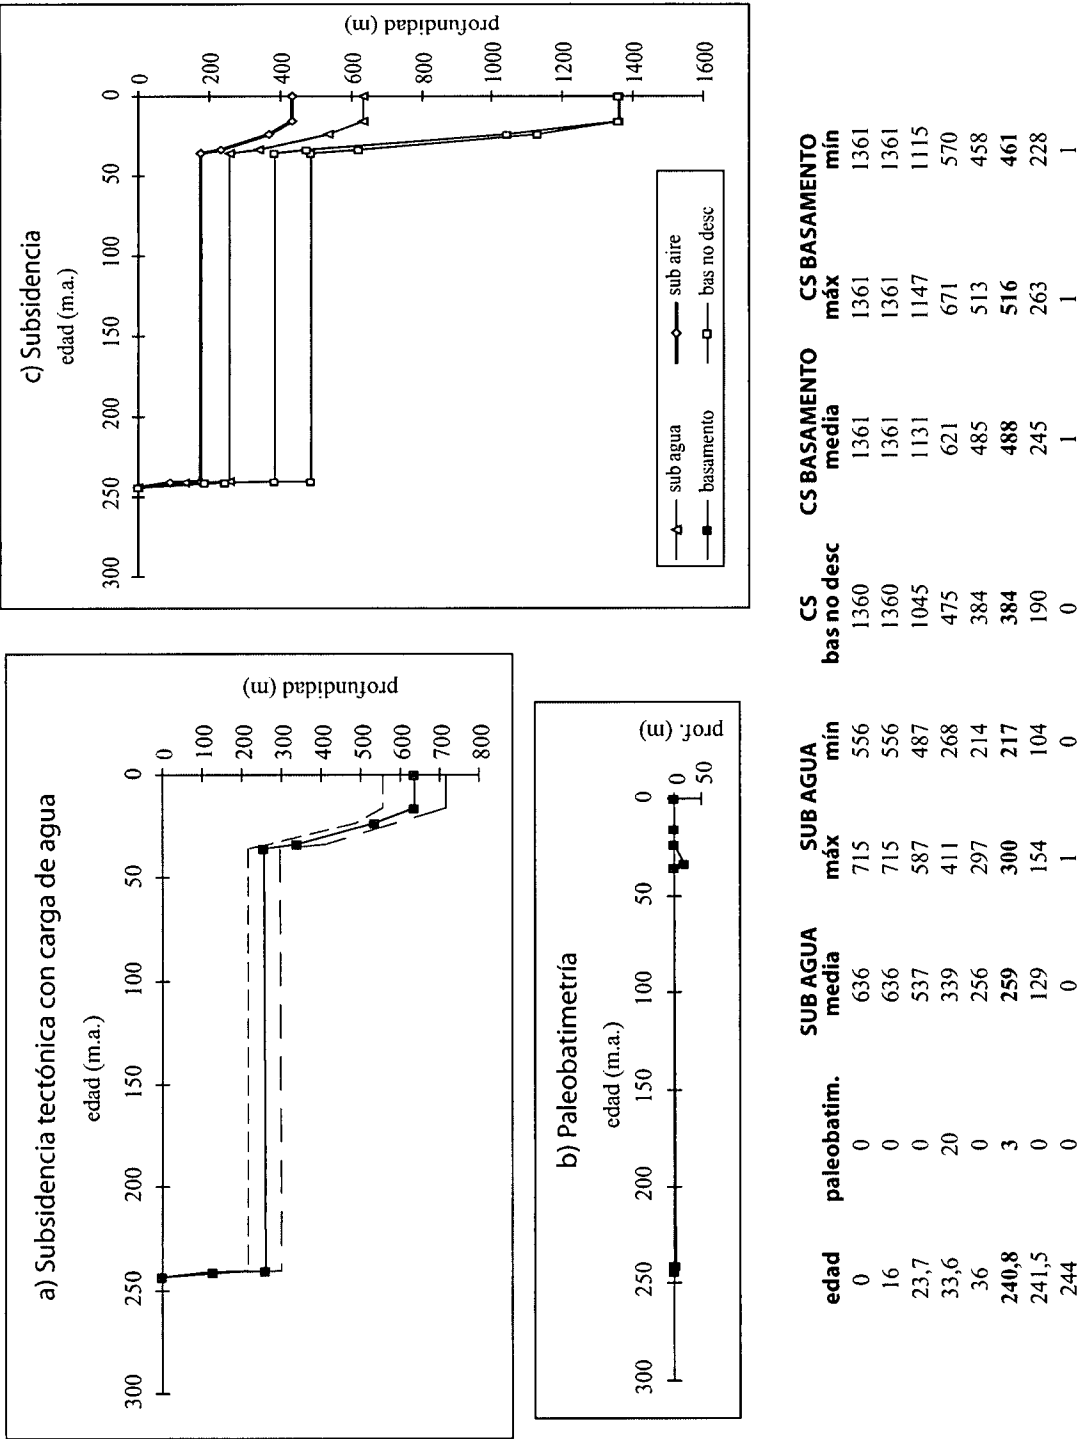 a) Subsidencia tectónica con carga de agua
edad (m.a.)
300 250 200 150 100 50 0
0
100
200
300
400
500
600
700
800
profundidad (m)
b) Paleobatimetría
edad (m.a.)
300 250 200 150 100 50 0
0
50
prof. (m)
c) Subsidencia
edad (m.a.)
300 250 200 150 100 50 0
0
200
400
600
800
1000
1200
1400
1600
profundidad (m)
sub agua sub aire
basamento bas no desc
SUB AGUA SUB AGUA CS CS BASAMENTO CS BASAMENTO
edad paleobatim. media máx mín bas no desc media máx mín
0 0 636 715 556 1360 1361 1361 1361
16 0 636 715 556 1360 1361 1361 1361
23,7 0 537 587 487 1045 1131 1147 1115
33,6 20 339 411 268 475 621 671 570
36 0 256 297 214 384 485 513 458
240,8 3 259 300 217 384 488 516 461
241,5 0 129 154 104 190 245 263 228
244 0 0 1 0 0 1 1 1